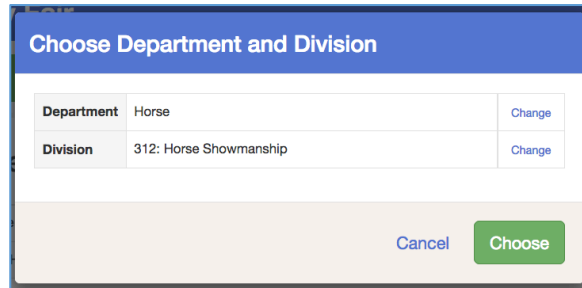 Choose Department and Division
Department Horse Change
Division 312: Horse Showmanship Change
Cancel Choose